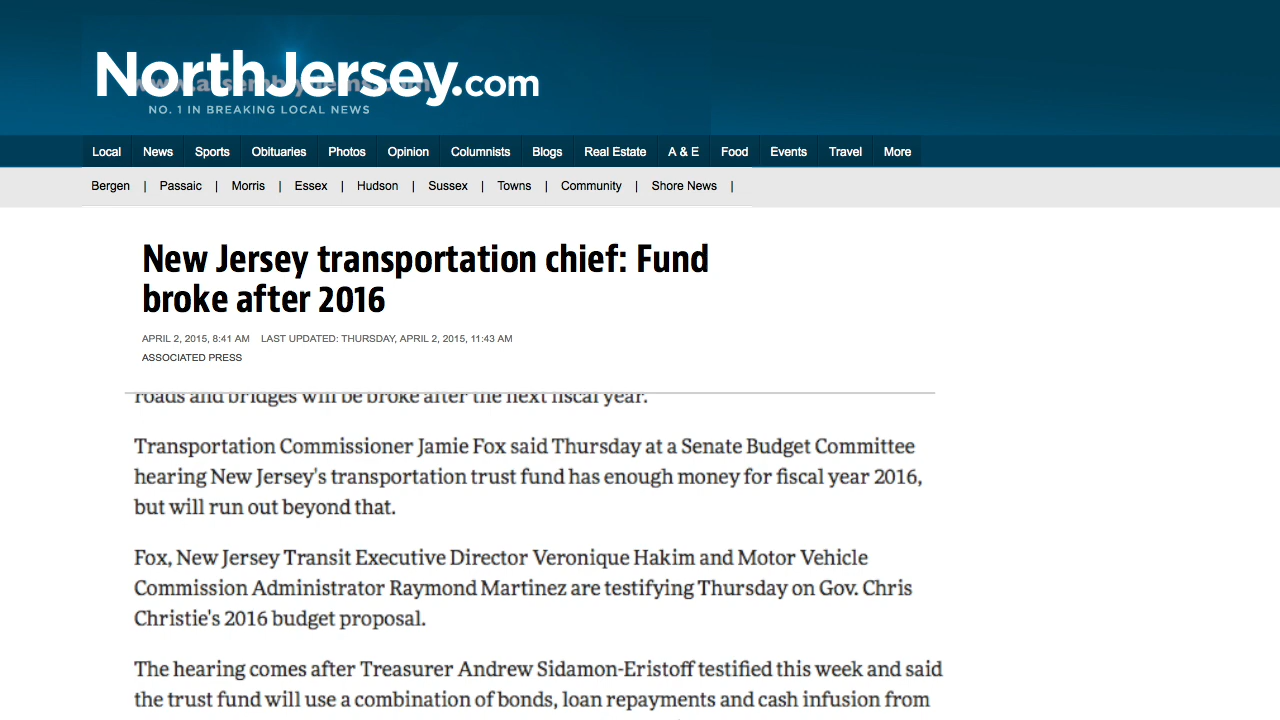 NorthJersey.com
NO. 1 IN BREAKING LOCAL NEWS
Local News Sports Obituaries Photos Opinion Columnists Blogs Real Estate A & E Food Events Travel More
Bergen | Passaic | Morris | Essex | Hudson | Sussex | Towns | Community | Shore News |
New Jersey transportation chief: Fund
broke after 2016
APRIL 2, 2015, 8:41 AM LAST UPDATED: THURSDAY, APRIL 2, 2015, 11:43 AM
ASSOCIATED PRESS
roads and bridges will be broke after the next fiscal year.
Transportation Commissioner Jamie Fox said Thursday at a Senate Budget Committee
hearing New Jersey's transportation trust fund has enough money for fiscal year 2016,
but will run out beyond that.
Fox, New Jersey Transit Executive Director Veronique Hakim and Motor Vehicle
Commission Administrator Raymond Martinez are testifying Thursday on Gov. Chris
Christie's 2016 budget proposal.
The hearing comes after Treasurer Andrew Sidamon-Eristoff testified this week and said
the trust fund will use a combination of bonds, loan repayments and cash infusion from